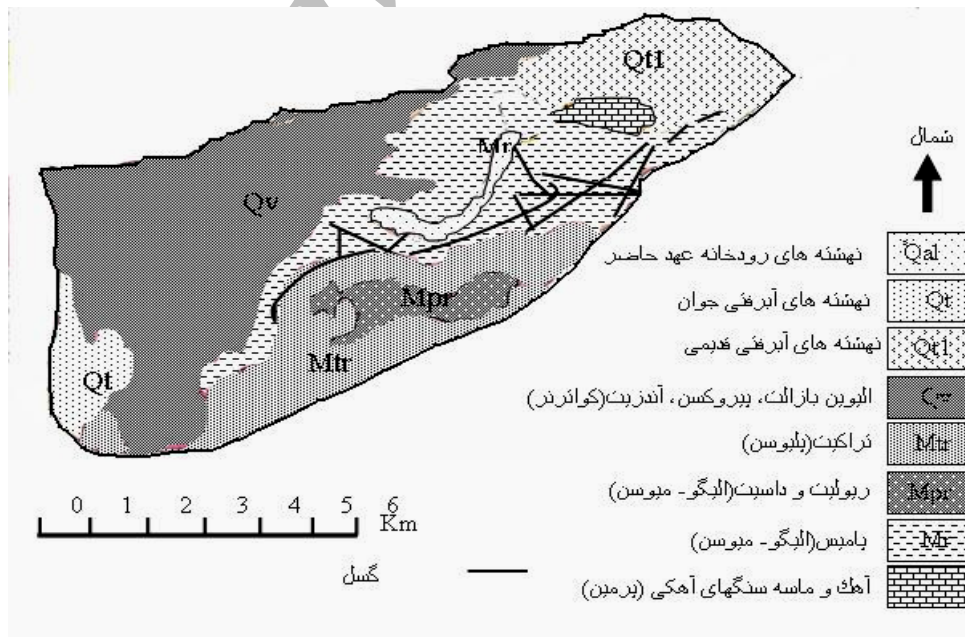 Qt1
Mr
Qv
Mpr
Mtr
Qt
شمال
نهشته های رودخانه عهد حاضر
Qal
نهشته های آبرفتی جوان
Qt
نهشته های آبرفتی قدیمی
Qt1
الیوین بازالت، پیروکسن، آندزیت(کواترنر)
Qv
تراکیت(پلیوسن)
Mtr
ریولیت و داسیت(الیگو- میوسن)
Mpr
پامیس(الیگو- میوسن)
Mr
آهک و ماسه سنگهای آهکی (پرمین)
0 1 2 3 4 5 6
Km
گسل